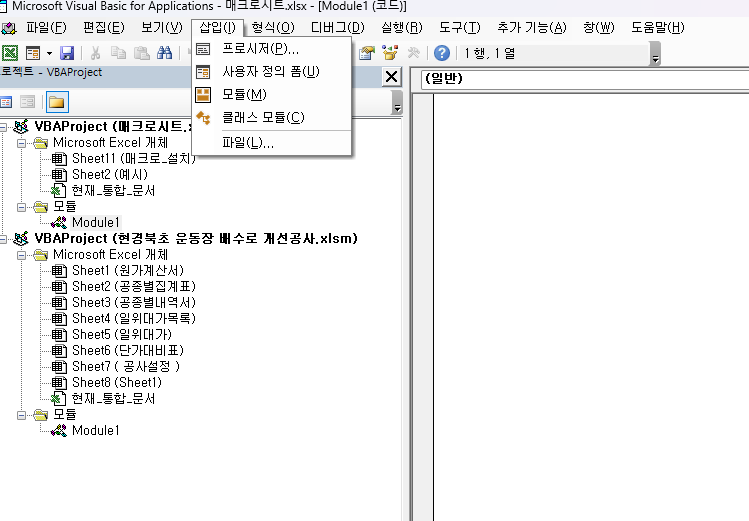 Microsoft Visual Basic for Applications - 매크로시트.xlsx - [Module1 (코드)]
파일(F) 편집(E) 보기(V) 삽입(I) 형식(O) 디버그(D) 실행(R) 도구(T) 추가 기능(A) 창(W) 도움말(H)
1 행, 1 열
프로시저(P)...
사용자 정의 폼(U)
모듈(M)
클래스 모듈(C)
파일(L)...
로젝트 - VBAProject
(일반)
VBAProject (매크로시트.
Microsoft Excel 개체
Sheet11 (매크로_설치)
Sheet2 (예시)
현재_통합_문서
모듈
Module1
VBAProject (현경북초 운동장 배수로 개선공사.xlsm)
Microsoft Excel 개체
Sheet1 (원가계산서)
Sheet2 (공종별집계표)
Sheet3 (공종별내역서)
Sheet4 (일위대가목록)
Sheet5 (일위대가)
Sheet6 (단가대비표)
Sheet7 ( 공사설정 )
Sheet8 (Sheet1)
현재_통합_문서
모듈
Module1